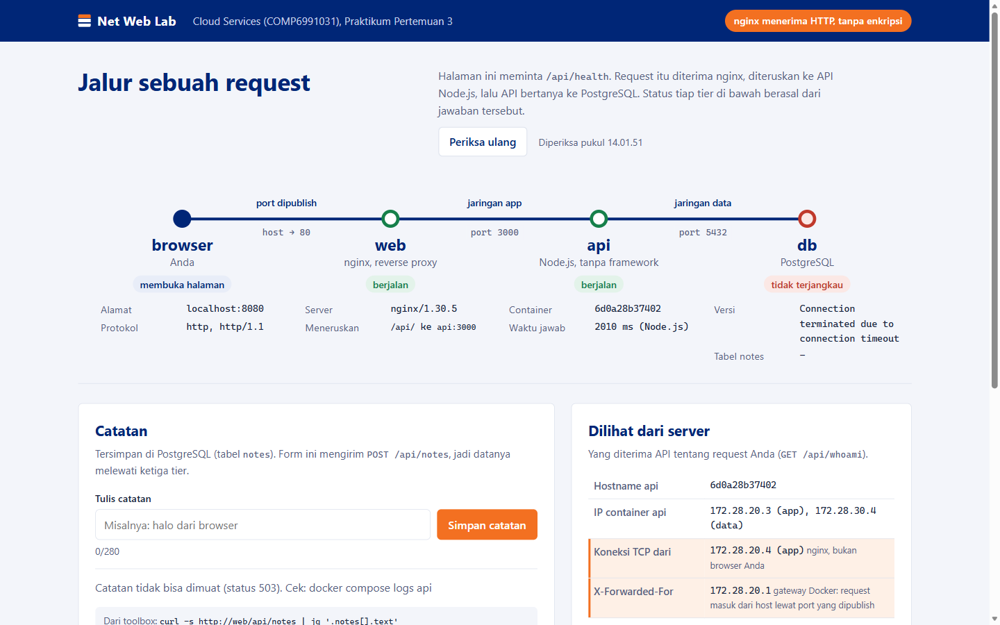 Net Web Lab
Cloud Services (COMP6991031), Praktikum Pertemuan 3
nginx menerima HTTP, tanpa enkripsi
Jalur sebuah request
Halaman ini meminta /api/health. Request itu diterima nginx, diteruskan ke API
Node.js, lalu API bertanya ke PostgreSQL. Status tiap tier di bawah berasal dari
jawaban tersebut.
Periksa ulang
Diperiksa pukul 14.01.51
port dipublish
jaringan app
jaringan data
host → 80
port 3000
port 5432
browser
web
api
db
Anda
nginx, reverse proxy
Node.js, tanpa framework
PostgreSQL
membuka halaman
berjalan
berjalan
tidak terjangkau
Alamat
localhost:8080
Protokol
http, http/1.1
Server
nginx/1.30.5
Meneruskan
/api/ ke api:3000
Container
6d0a28b37402
Waktu jawab
2010 ms (Node.js)
Versi
Connection
terminated due to
connection timeout
Tabel notes
–
Catatan
Tersimpan di PostgreSQL (tabel notes). Form ini mengirim POST /api/notes, jadi datanya
melewati ketiga tier.
Tulis catatan
Misalnya: halo dari browser
Simpan catatan
0/280
Catatan tidak bisa dimuat (status 503). Cek: docker compose logs api
Dari toolbox: curl -s http://web/api/notes | jq '.notes[].text'
Dilihat dari server
Yang diterima API tentang request Anda (GET /api/whoami).
Hostname api
6d0a28b37402
IP container api
172.28.20.3 (app), 172.28.30.4
(data)
Koneksi TCP dari
172.28.20.4 (app) nginx, bukan
browser Anda
X-Forwarded-For
172.28.20.1 gateway Docker: request
masuk dari host lewat port yang dipublish